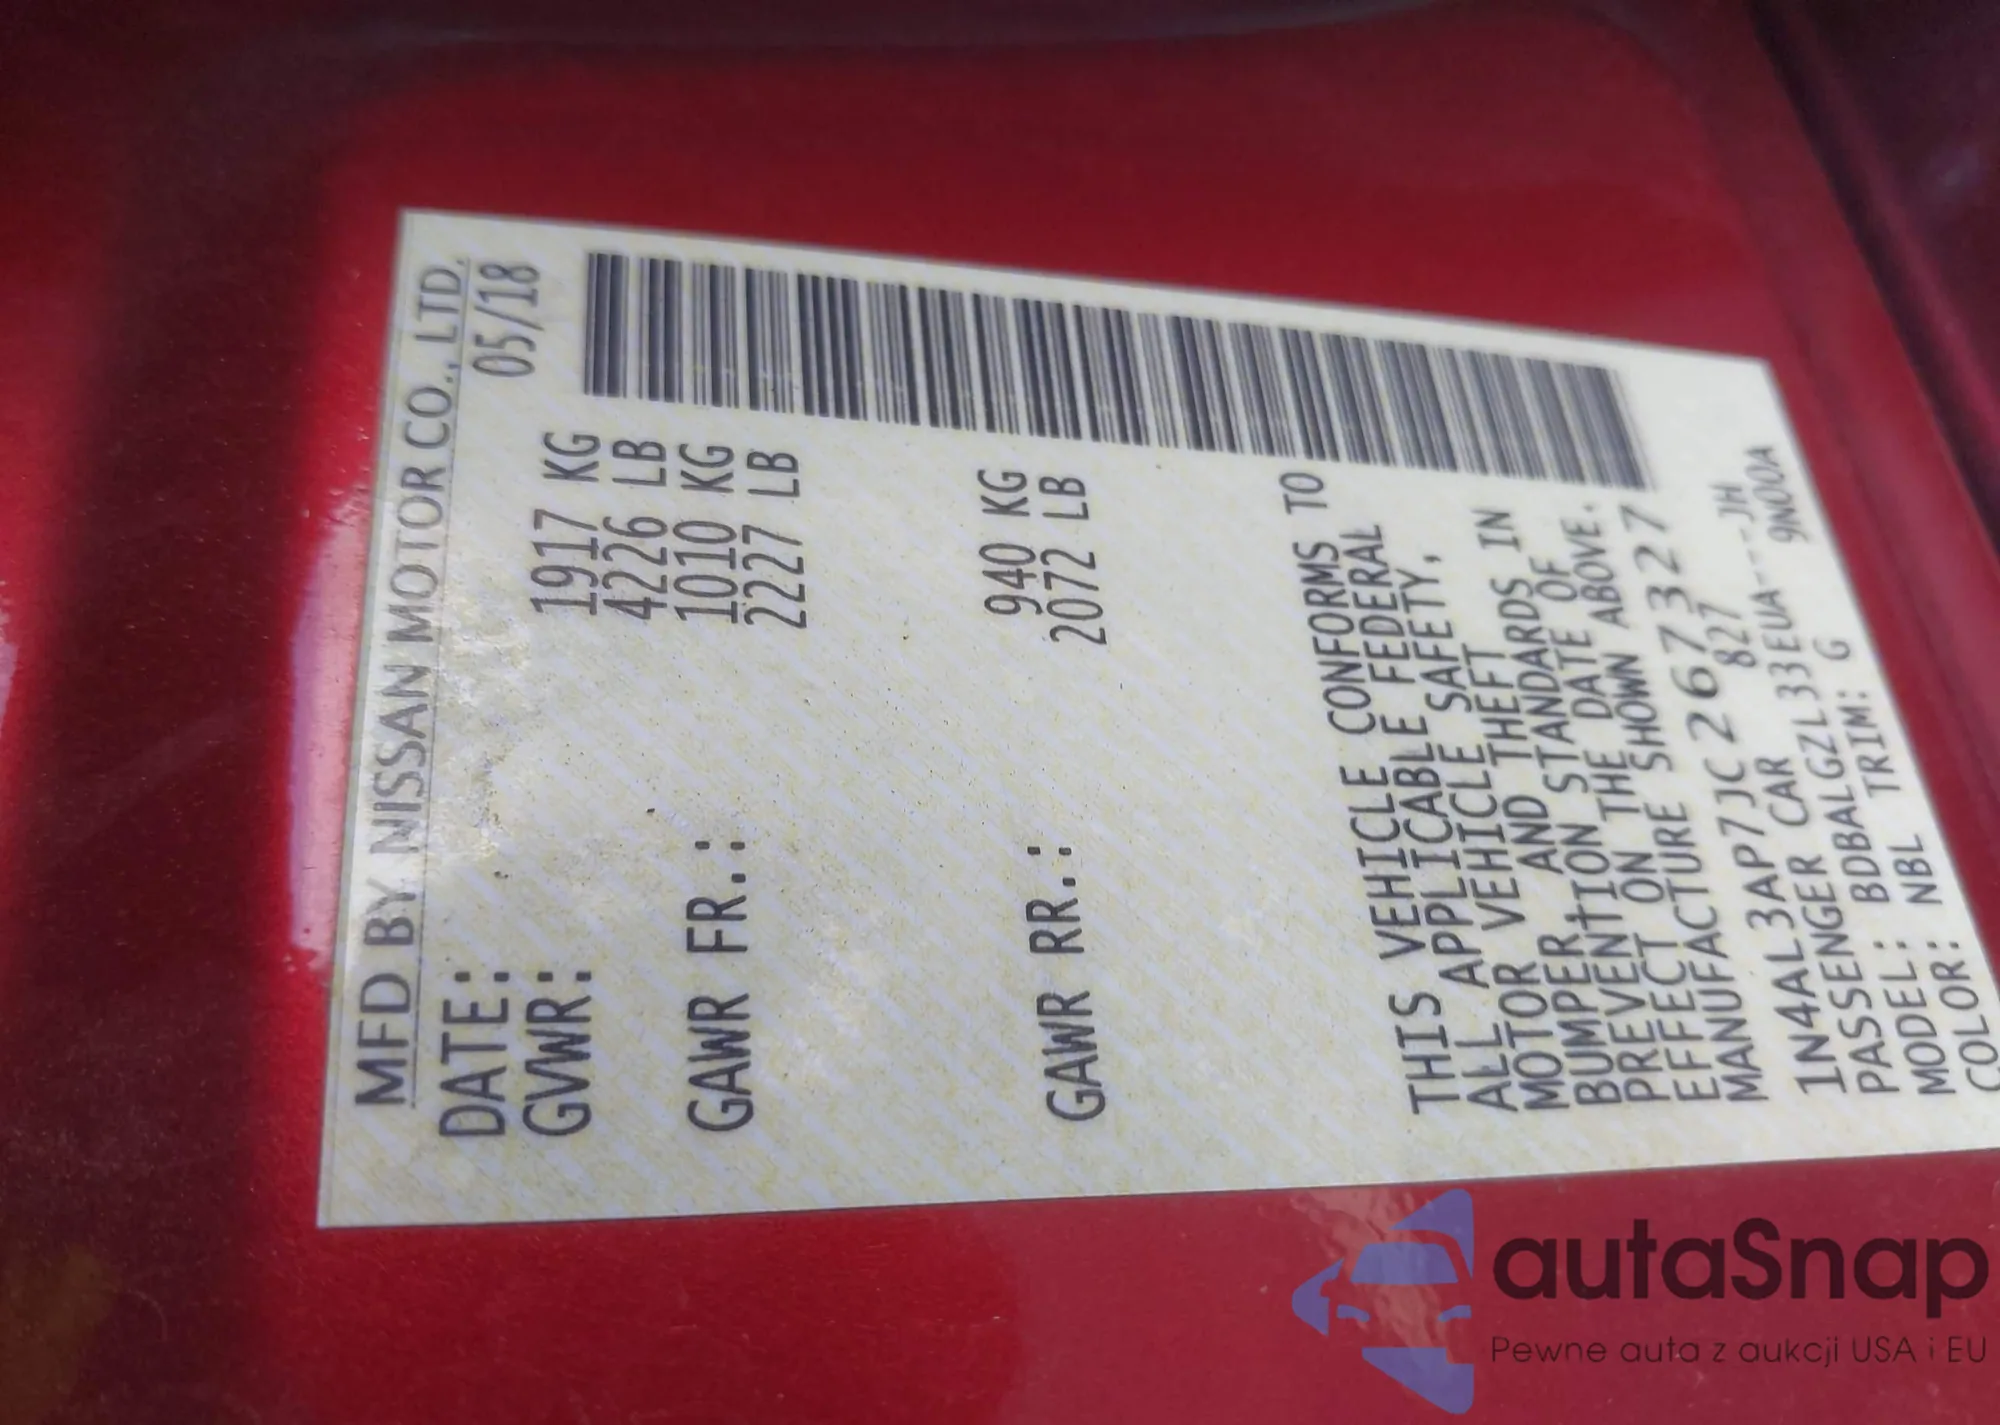 MFD BY NISSAN MOTOR CO., LTD.
DATE: 05/18
GVWR: 1917 KG
4226 LB
GAWR FR.: 1010 KG
2227 LB
GAWR RR.: 940 KG
2072 LB
THIS VEHICLE CONFORMS TO
ALL APPLICABLE FEDERAL
MOTOR VEHICLE SAFETY,
BUMPER, AND THEFT
PREVENTION STANDARDS IN
EFFECT ON THE DATE OF
MANUFACTURE SHOWN ABOVE.
1N4AL3AP7JC267327
PASSENGER CAR 827
MODEL: BDBALGZL33EUA---JH
COLOR: NBL TRIM: G 9N00A
autaSnap
Pewne auta z aukcji USA i EU